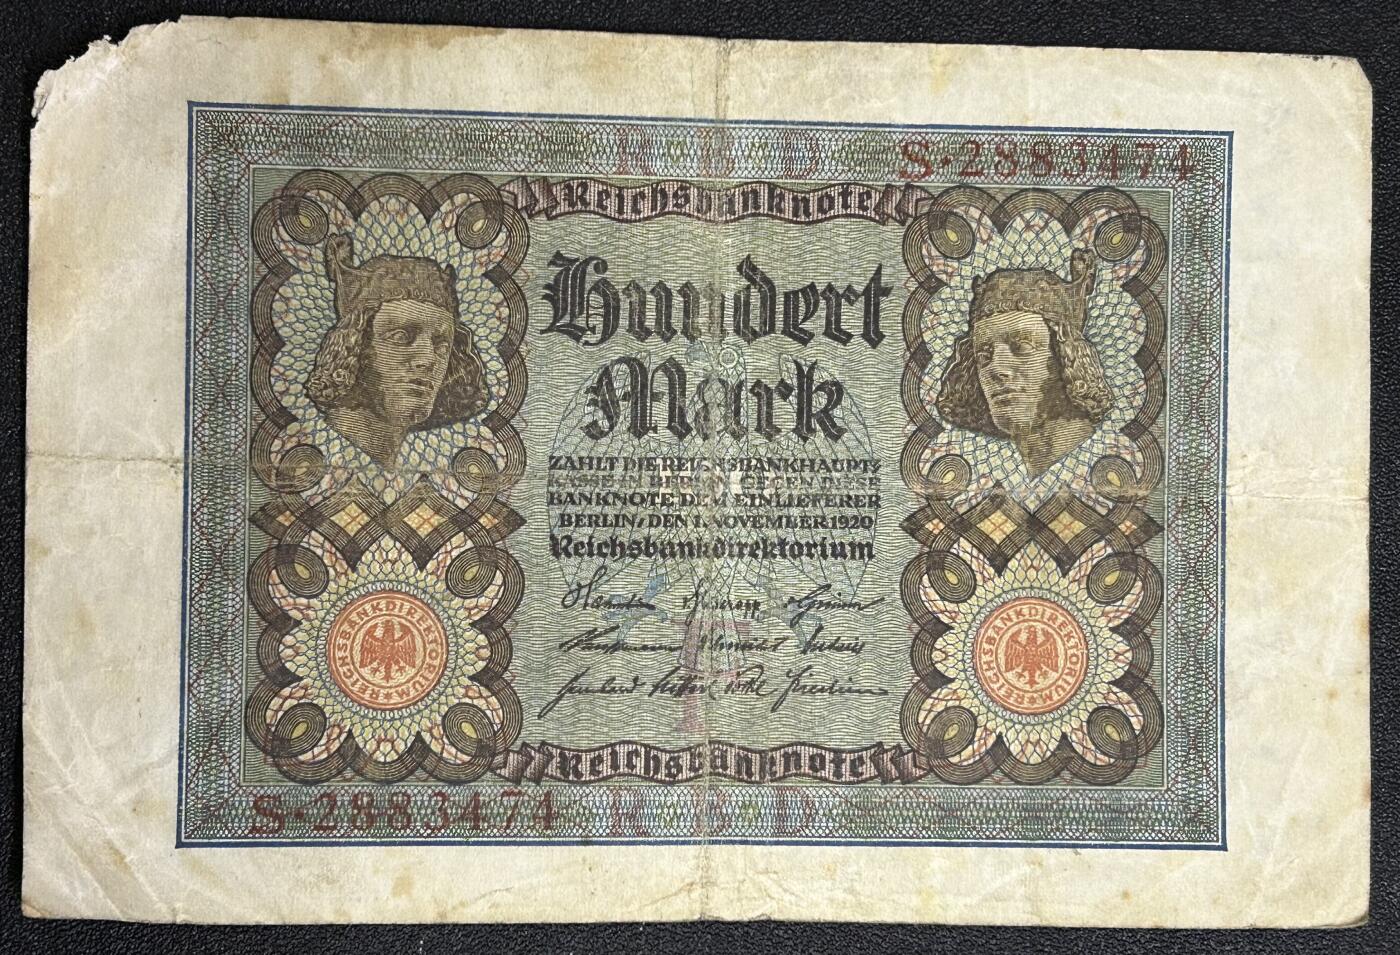 R B D
S·2883474
Reichsbanknote
Hundert
Mark
ZAHLT DIE REICHSBANKHAUPT=
KASSE IN BERLIN GEGEN DIESE
BANKNOTE DEM EINLIEFERER
BERLIN, DEN 1. NOVEMBER 1920
Reichsbankdirektorium
REICHSBANKDIREKTORIUM
REICHSBANKDIREKTORIUM
Reichsbanknote
S·2883474
R B D